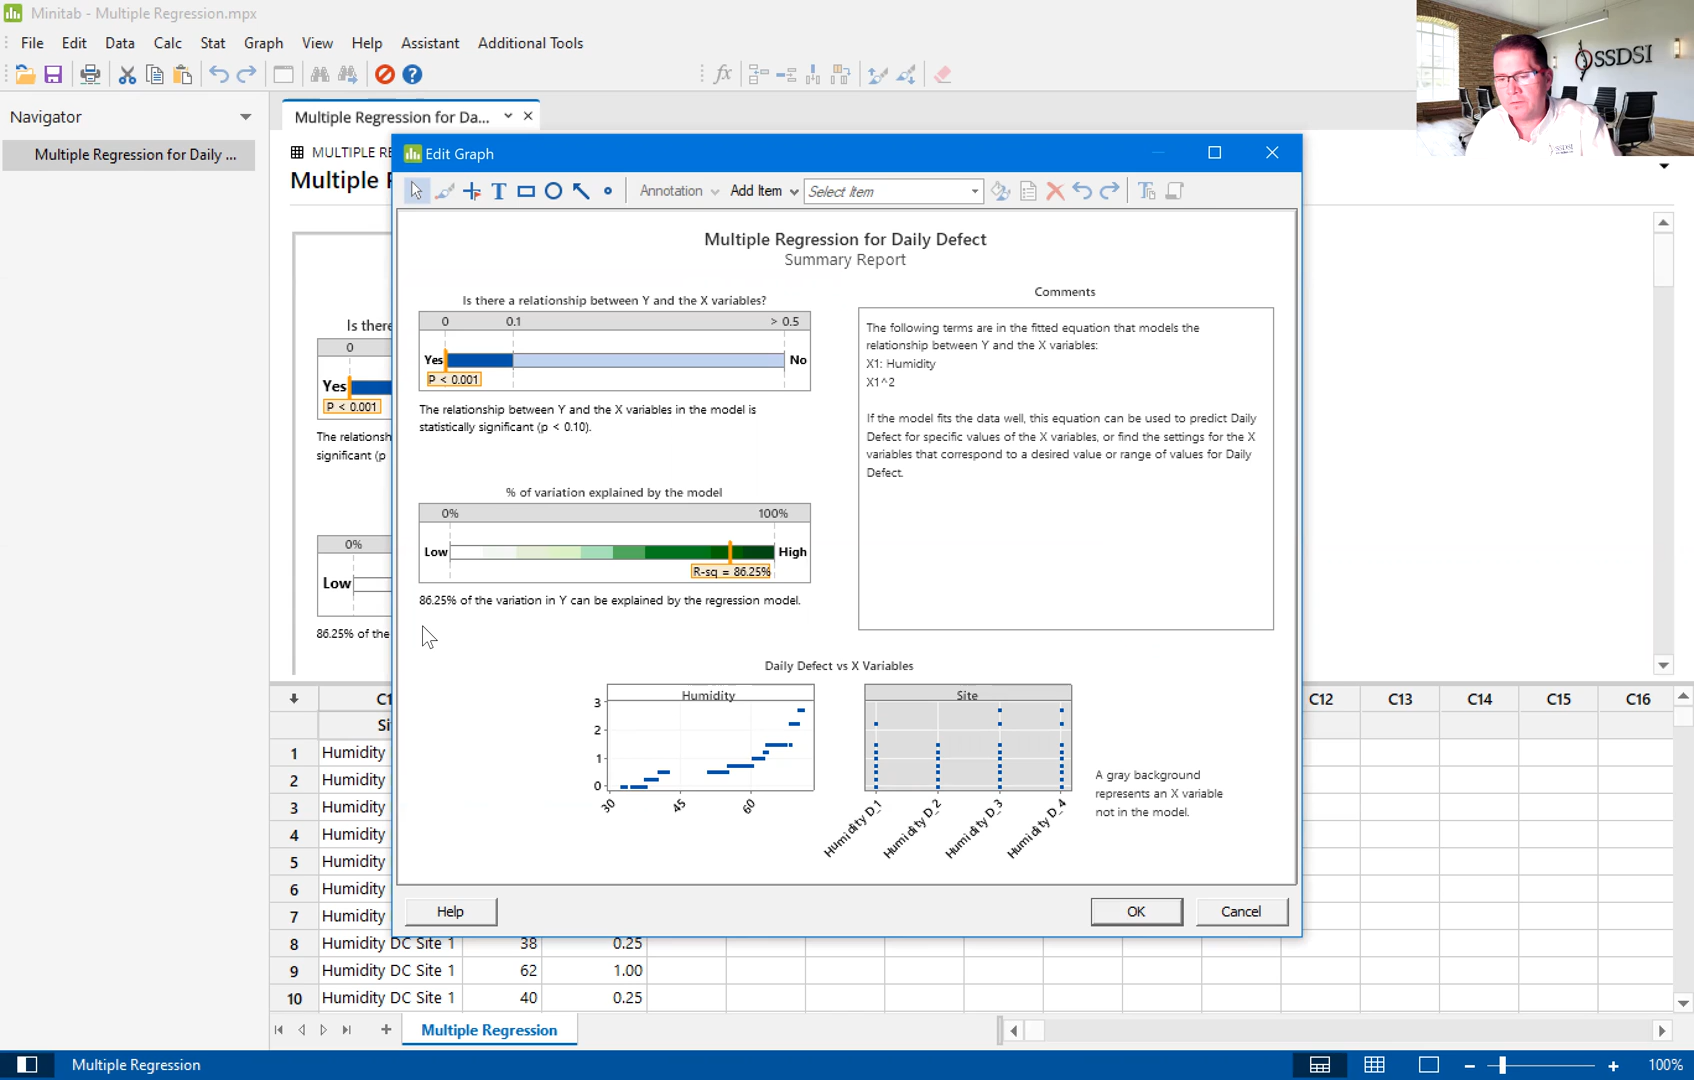 Minitab - Multiple Regression.mpx
File Edit Data Calc Stat Graph View Help Assistant Additional Tools
fx
SSDSI
SSDSI
Navigator
Multiple Regression for Da...
Multiple Regression for Daily ...
MULTIPLE RE
Multiple
Is there
0
Yes
P < 0.001
The relationsh
significant (p
0%
Low
86.25% of the
Edit Graph
T
Annotation
Add Item
Select Item
Multiple Regression for Daily Defect
Summary Report
Is there a relationship between Y and the X variables?
0 0.1 > 0.5
Yes No
P < 0.001
The relationship between Y and the X variables in the model is
statistically significant (p < 0.10).
% of variation explained by the model
0% 100%
Low High
R-sq = 86.25%
86.25% of the variation in Y can be explained by the regression model.
Comments
The following terms are in the fitted equation that models the
relationship between Y and the X variables:
X1: Humidity
X1^2
If the model fits the data well, this equation can be used to predict Daily
Defect for specific values of the X variables, or find the settings for the X
variables that correspond to a desired value or range of values for Daily
Defect.
Daily Defect vs X Variables
Humidity
3
2
1
0
30 45 60
Site
Humidity D_1 Humidity D_2 Humidity D_3 Humidity D_4
A gray background
represents an X variable
not in the model.
Help OK Cancel
C1 C12 C13 C14 C15 C16
Si
1 Humidity
2 Humidity
3 Humidity
4 Humidity
5 Humidity
6 Humidity
7 Humidity
8 Humidity DC Site 1 38 0.25
9 Humidity DC Site 1 62 1.00
10 Humidity DC Site 1 40 0.25
Multiple Regression
Multiple Regression
100%